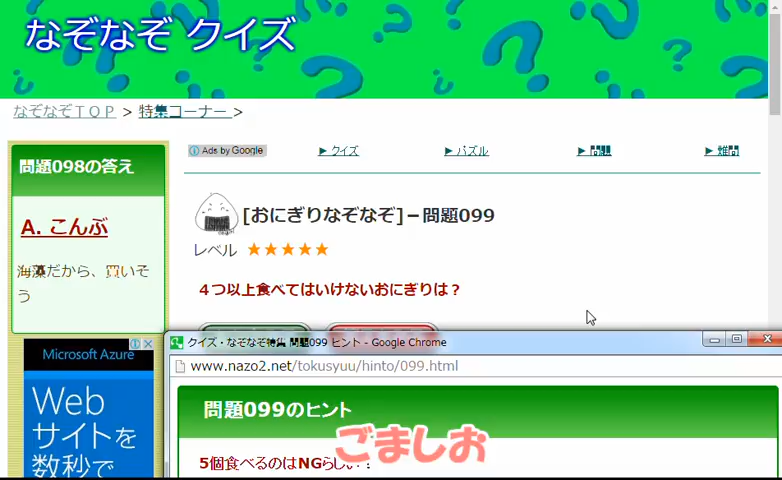 なぞなぞ クイズ
なぞなぞTOP > 特集コーナー >
問題098の答え
A. こんぶ
海藻だから、買いそう
Ads by Google
▶ クイズ
▶ パズル
▶ 問題
▶ 難問
[おにぎりなぞなぞ]－問題099
レベル ★★★★★
４つ以上食べてはいけないおにぎりは？
Microsoft Azure
Web
サイトを
数秒で
クイズ・なぞなぞ特集 問題099 ヒント - Google Chrome
www.nazo2.net/tokusyuu/hinto/099.html
問題099のヒント
ごましお
5個食べるのはNGらしい？